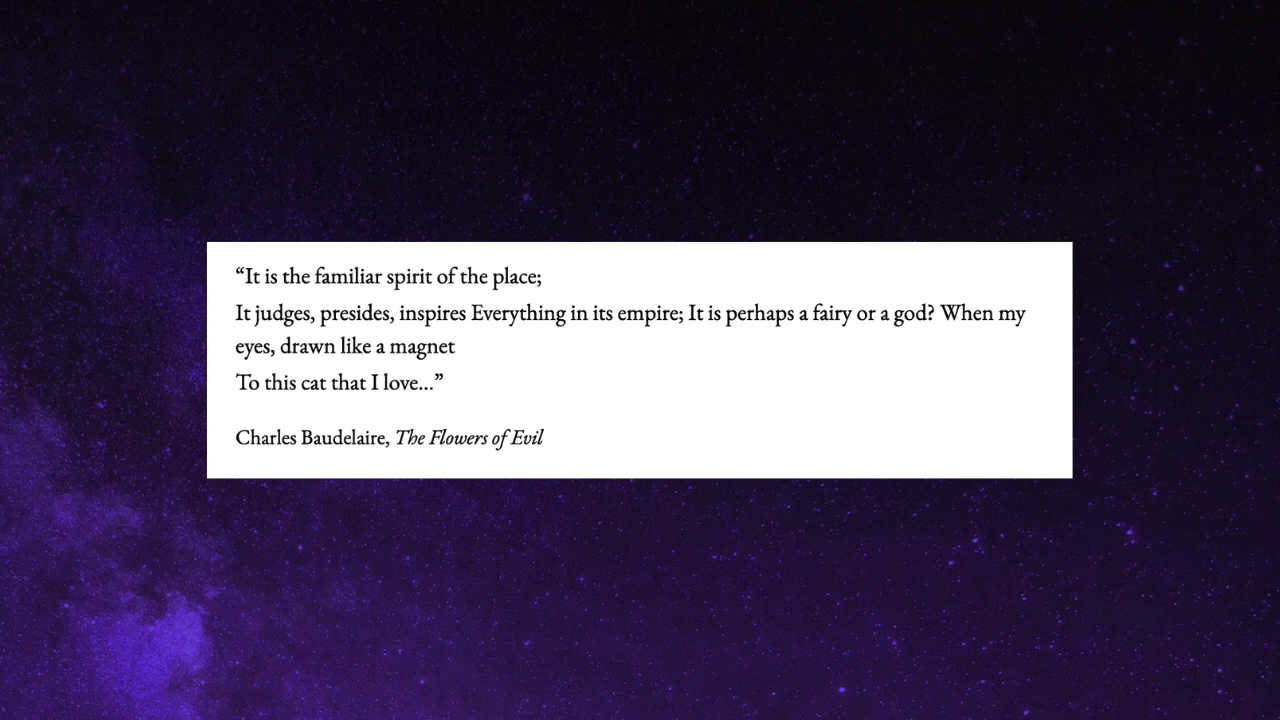 “It is the familiar spirit of the place;
It judges, presides, inspires Everything in its empire; It is perhaps a fairy or a god? When my
eyes, drawn like a magnet
To this cat that I love...”
Charles Baudelaire, The Flowers of Evil